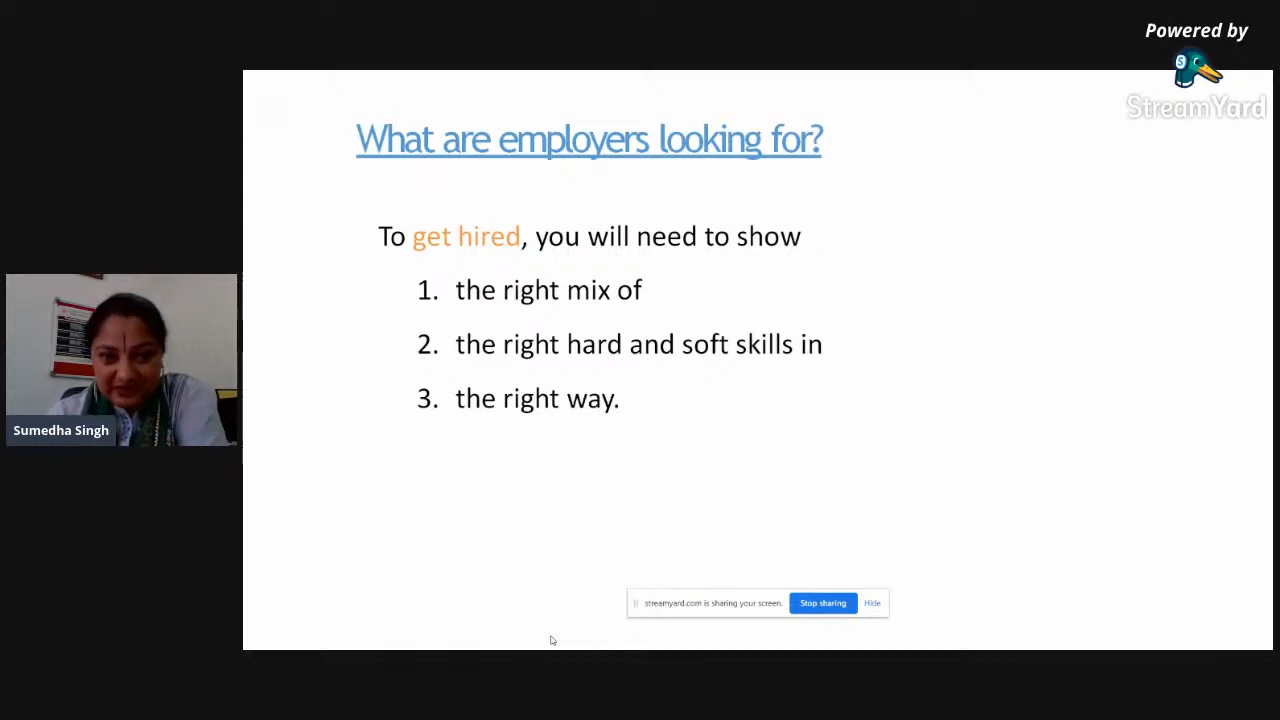 Powered by
StreamYard
What are employers looking for?
To get hired, you will need to show
1. the right mix of
2. the right hard and soft skills in
3. the right way.
Sumedha Singh
streamyard.com is sharing your screen.
Stop sharing
Hide